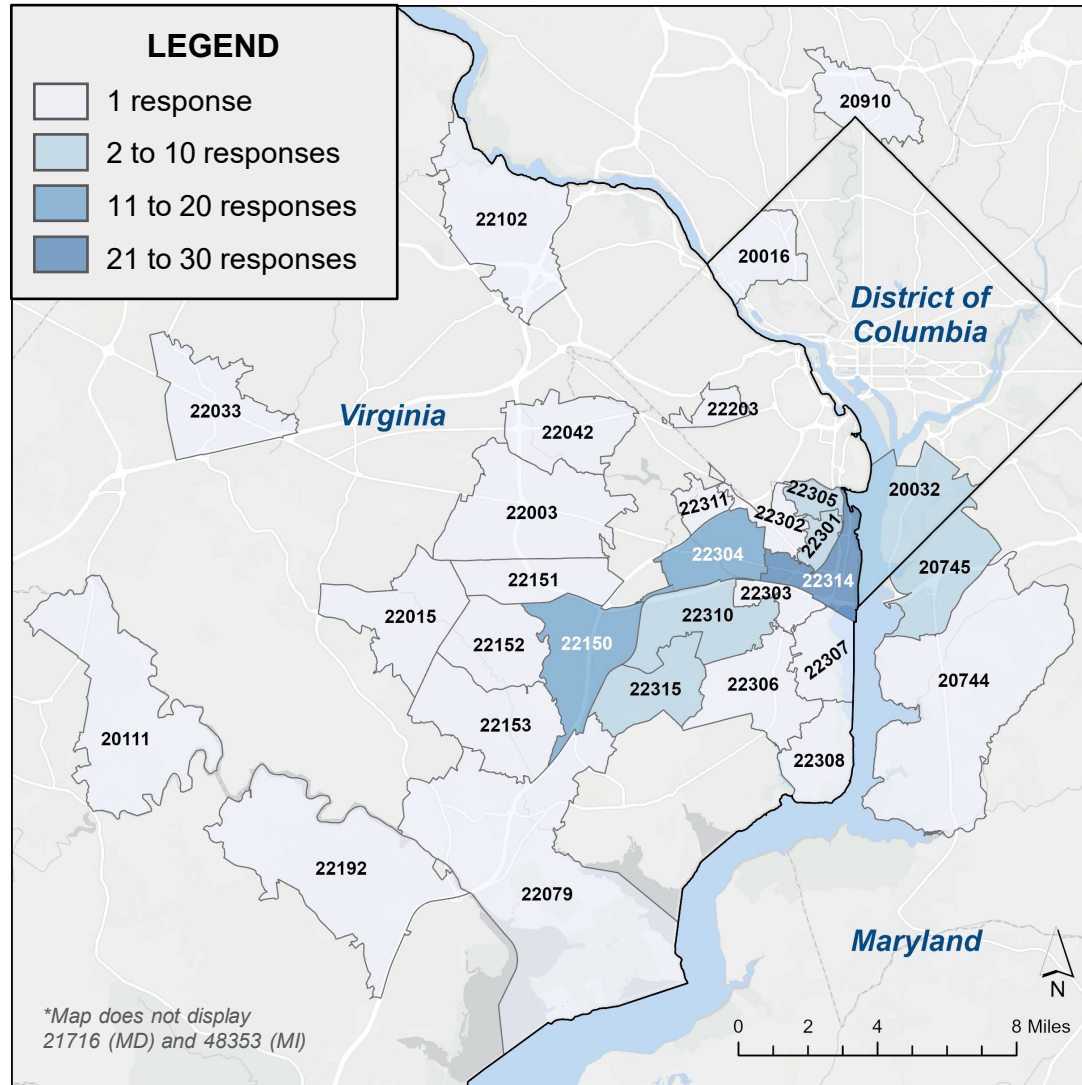 LEGEND
1 response
2 to 10 responses
11 to 20 responses
21 to 30 responses
20910
22102
20016
District of
Columbia
22033
Virginia
22203
22042
20032
22305
22311
22302
22301
22003
22304
20745
22314
22151
22303
22015
22310
22152
22150
22307
22315
22306
20744
22153
20111
22308
22192
22079
Maryland
N
*Map does not display
21716 (MD) and 48353 (MI)
0 2 4 8 Miles